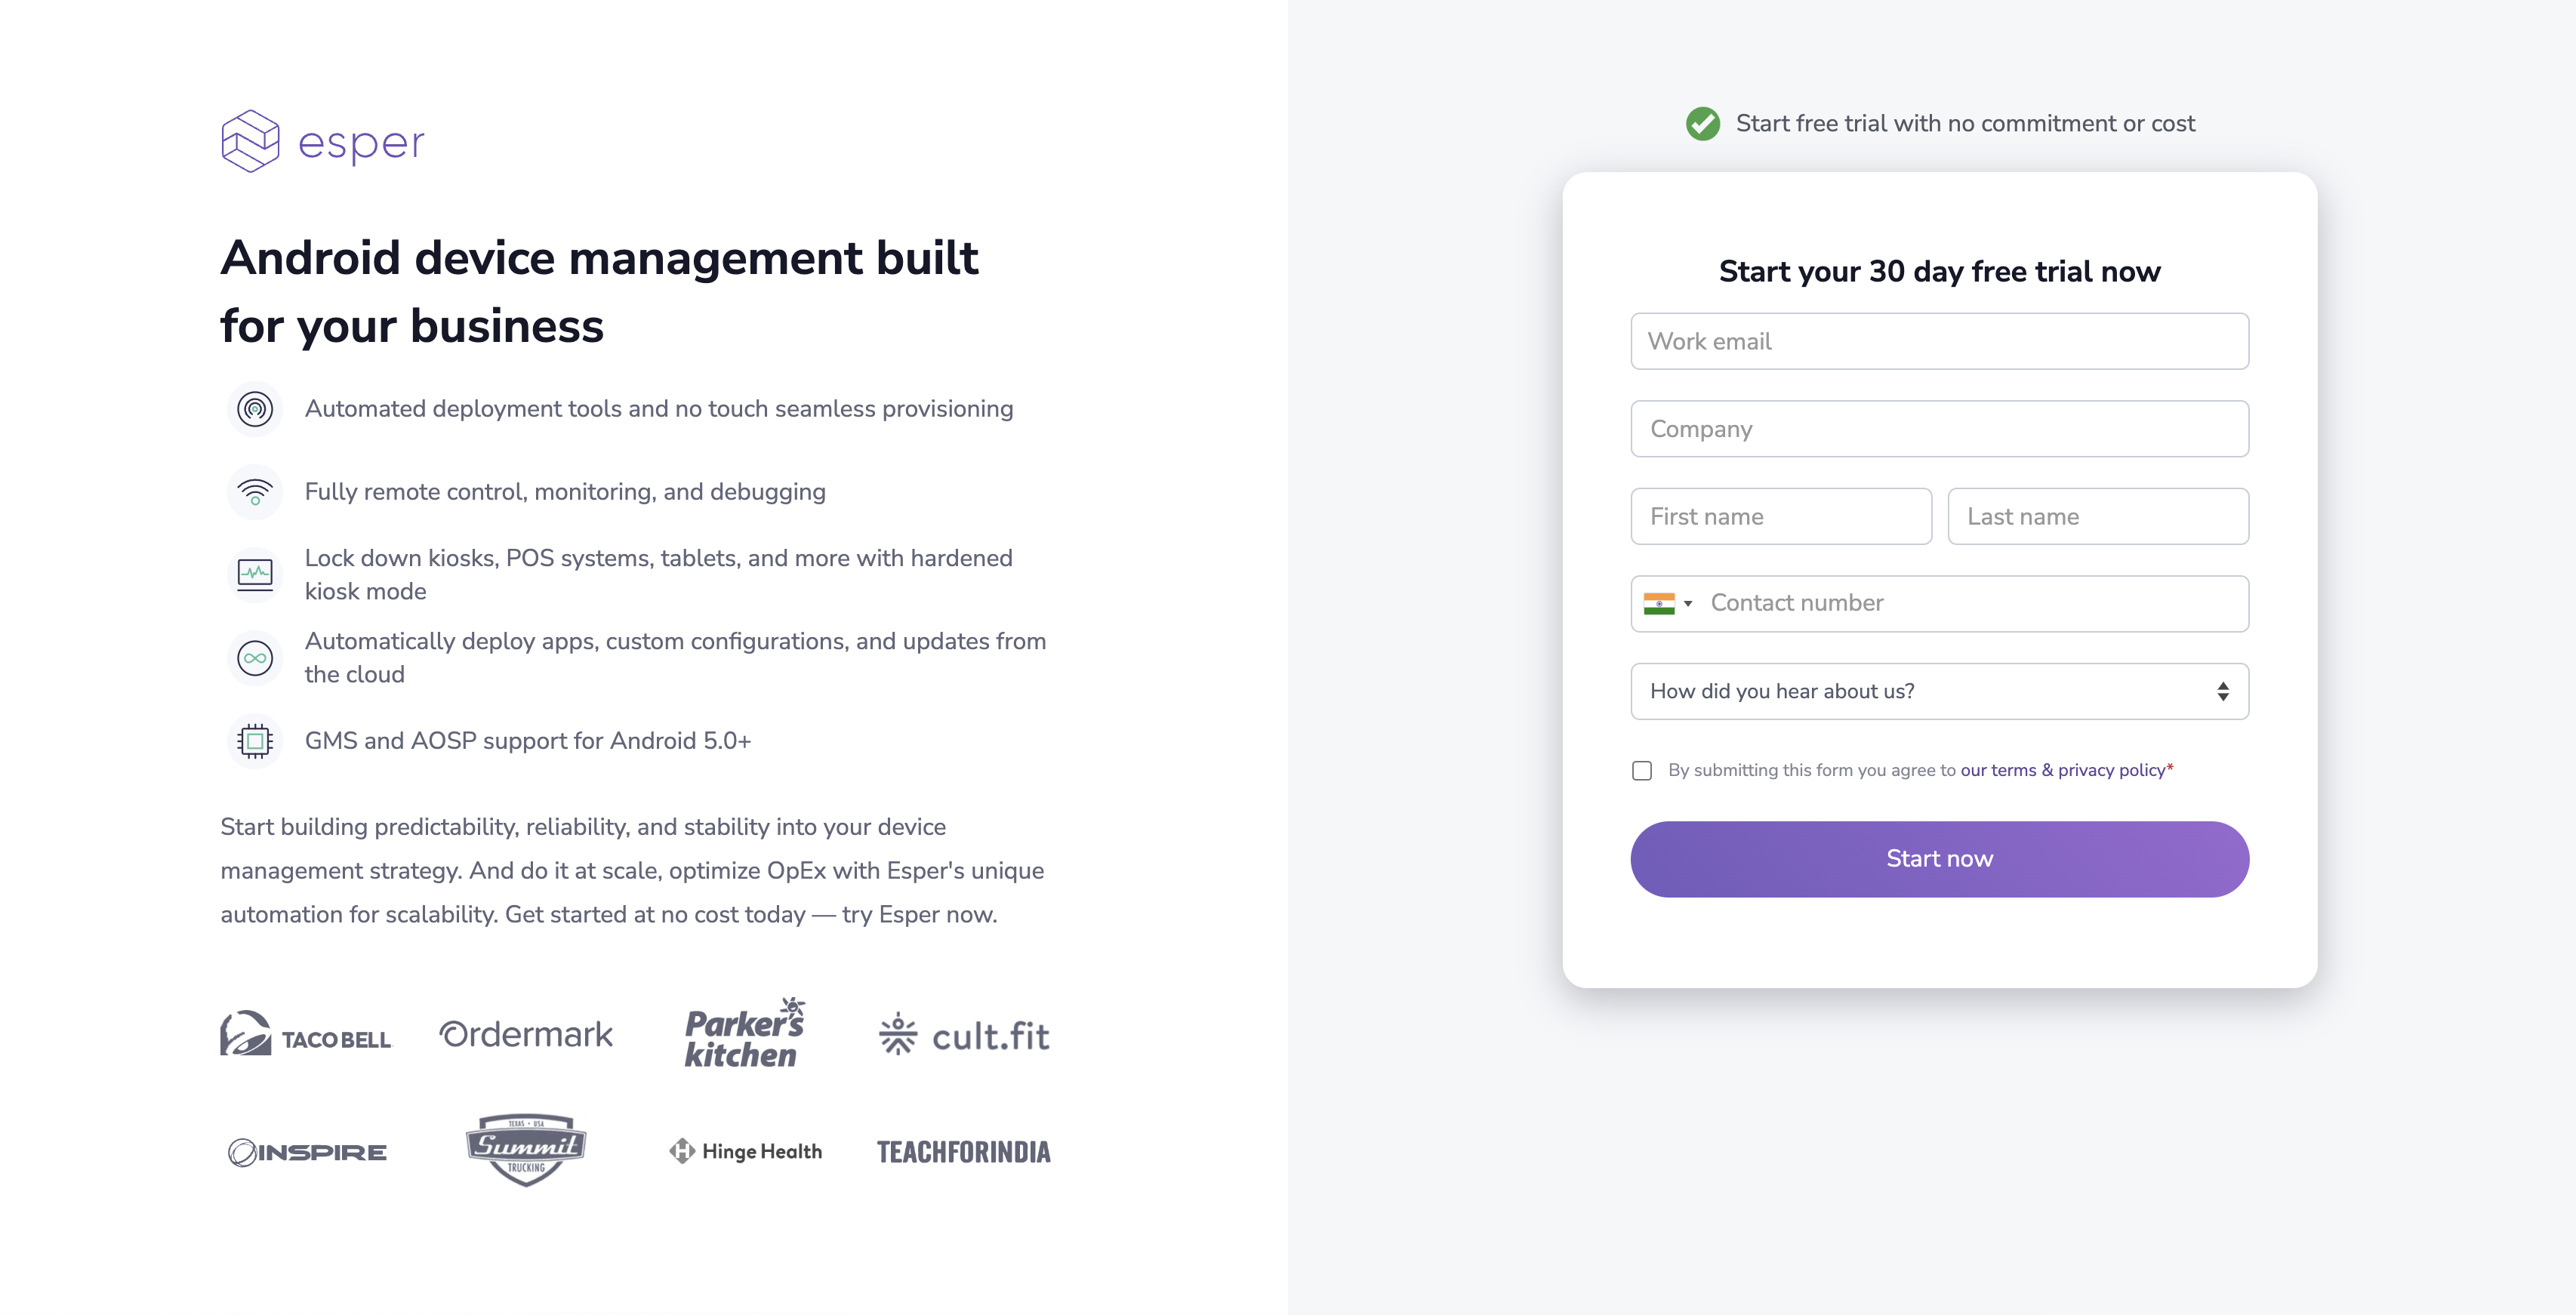 esper
Android device management built
for your business
Automated deployment tools and no touch seamless provisioning
Fully remote control, monitoring, and debugging
Lock down kiosks, POS systems, tablets, and more with hardened
kiosk mode
Automatically deploy apps, custom configurations, and updates from
the cloud
GMS and AOSP support for Android 5.0+
Start building predictability, reliability, and stability into your device
management strategy. And do it at scale, optimize OpEx with Esper's unique
automation for scalability. Get started at no cost today — try Esper now.
TACO BELL
Ordermark
Parker's
kitchen
cult.fit
INSPIRE
TEXAS • USA
Summit
TRUCKING
H Hinge Health
TEACHFORINDIA
Start free trial with no commitment or cost
Start your 30 day free trial now
Work email
Company
First name
Last name
Contact number
How did you hear about us?
By submitting this form you agree to our terms & privacy policy*
Start now